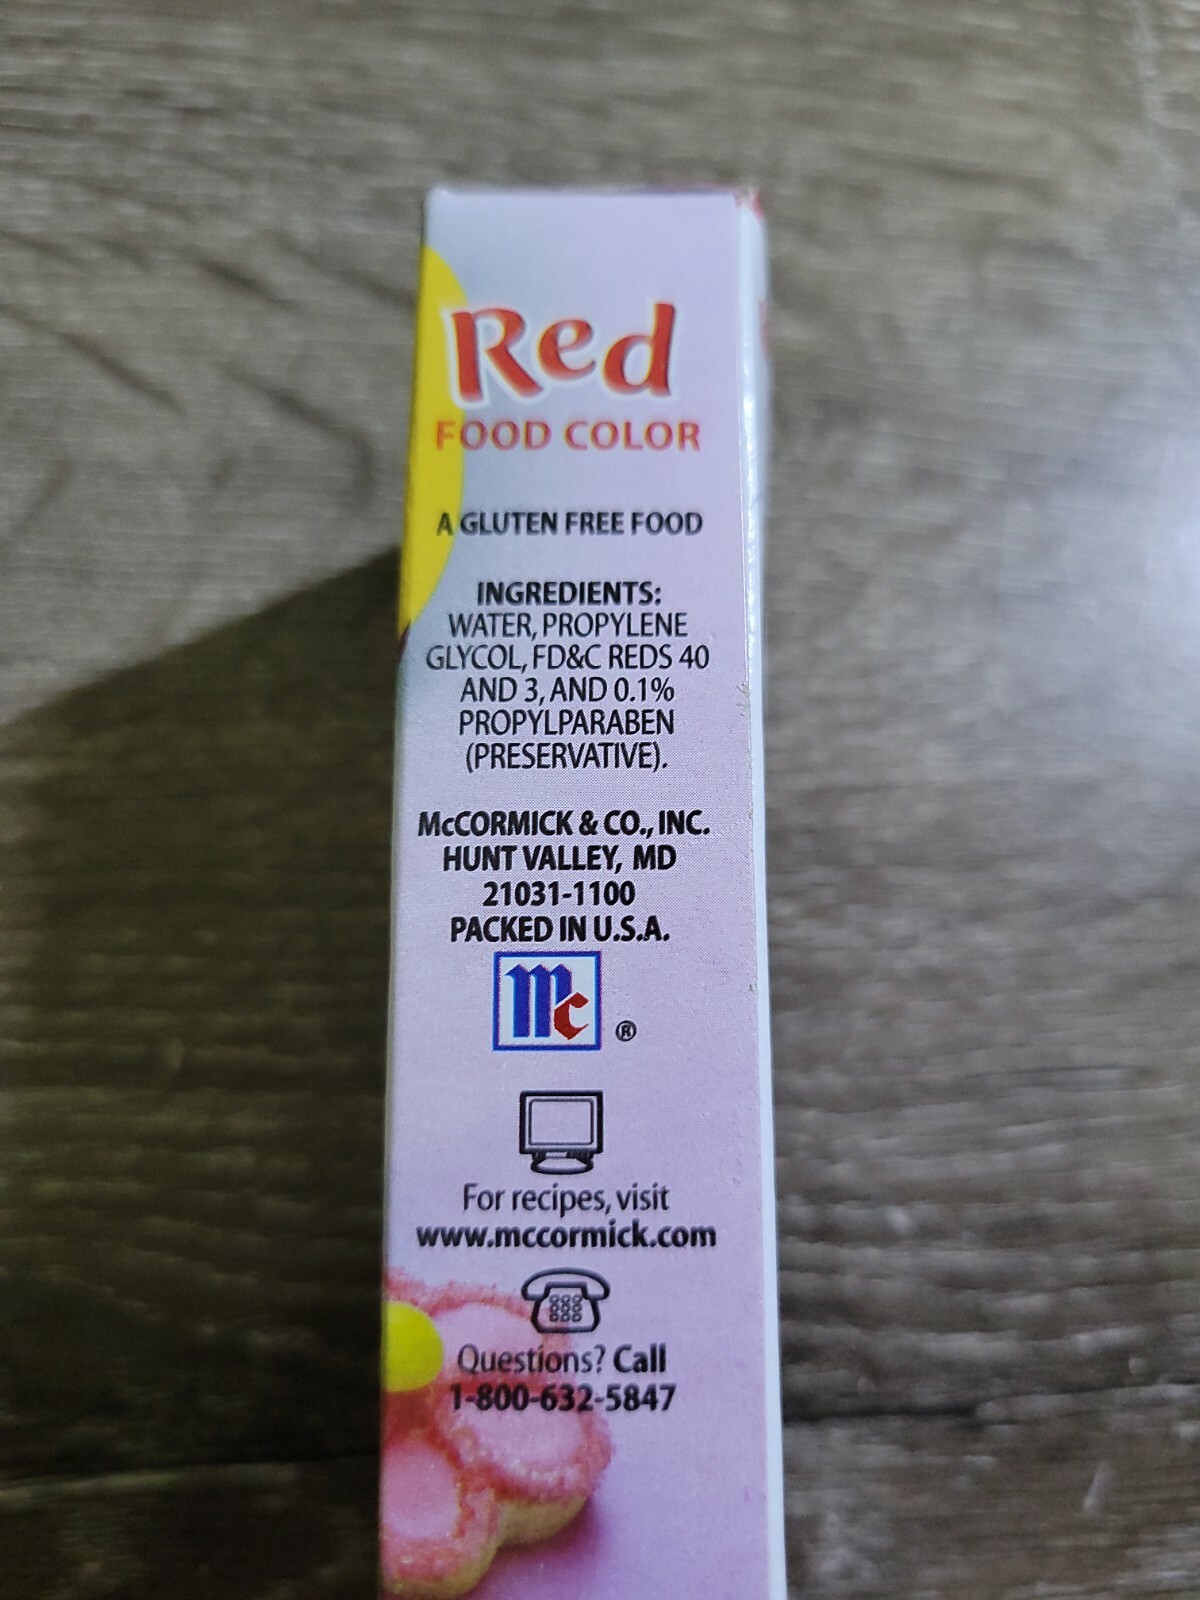 Red
FOOD COLOR
A GLUTEN FREE FOOD
INGREDIENTS:
WATER, PROPYLENE
GLYCOL, FD&C REDS 40
AND 3, AND 0.1%
PROPYLPARABEN
(PRESERVATIVE).
McCORMICK & CO., INC.
HUNT VALLEY, MD
21031-1100
PACKED IN U.S.A.
Mc ®
For recipes, visit
www.mccormick.com
Questions? Call
1-800-632-5847